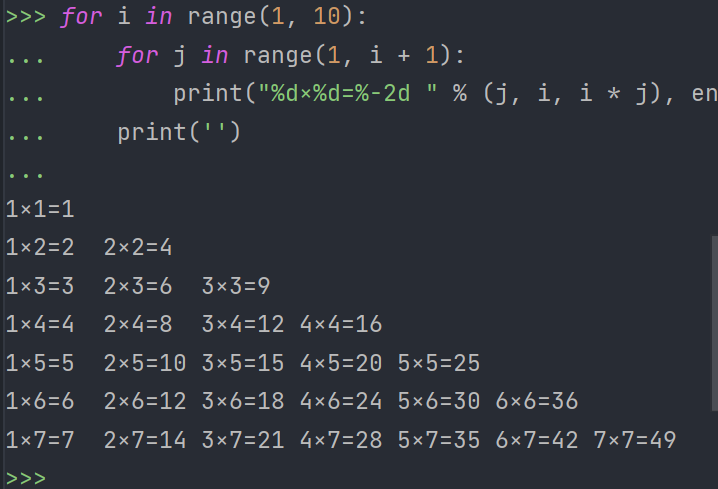 >>> for i in range(1, 10):
...     for j in range(1, i + 1):
...         print("%d×%d=%-2d " % (j, i, i * j), en
...     print('')
...
1×1=1
1×2=2  2×2=4
1×3=3  2×3=6  3×3=9
1×4=4  2×4=8  3×4=12 4×4=16
1×5=5  2×5=10 3×5=15 4×5=20 5×5=25
1×6=6  2×6=12 3×6=18 4×6=24 5×6=30 6×6=36
1×7=7  2×7=14 3×7=21 4×7=28 5×7=35 6×7=42 7×7=49
>>>